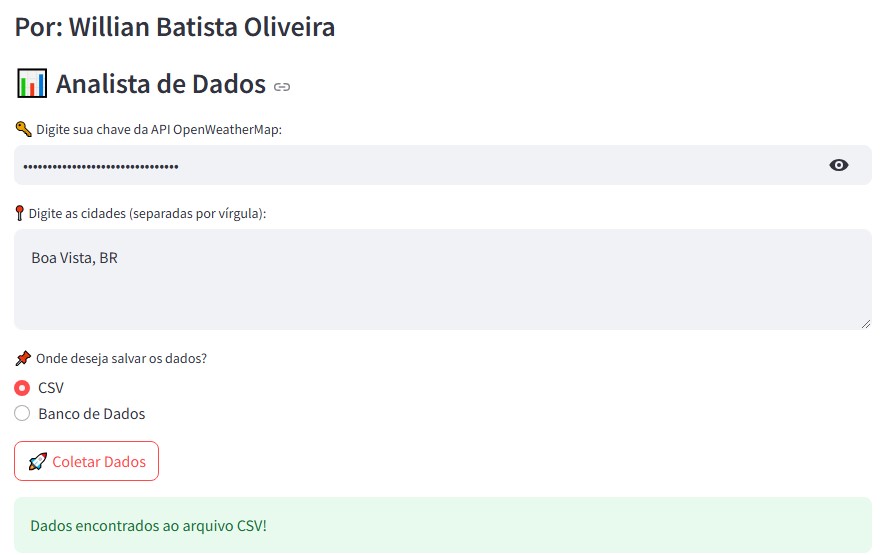 Por: Willian Batista Oliveira
Analista de Dados
Digite sua chave da API OpenWeatherMap:
••••••••••••••••••••••••••••••••
Digite as cidades (separadas por vírgula):
Boa Vista, BR
Onde deseja salvar os dados?
CSV
Banco de Dados
Coletar Dados
Dados encontrados ao arquivo CSV!